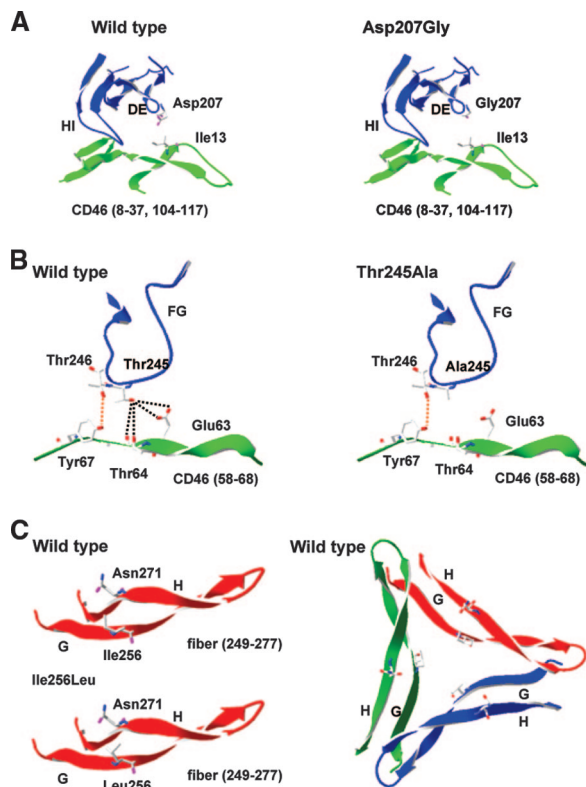 A
Wild type
Asp207Gly
DE
Asp207
HI
Ile13
CD46 (8-37, 104-117)
DE
Gly207
HI
Ile13
CD46 (8-37, 104-117)
B
Wild type
Thr245Ala
FG
Thr246
Thr245
Glu63
Tyr67
Thr64
CD46 (58-68)
FG
Thr246
Ala245
Glu63
Tyr67
Thr64
CD46 (58-68)
C
Wild type
Asn271
H
G
Ile256
fiber (249-277)
Ile256Leu
Asn271
H
G
Leu256
fiber (249-277)
Wild type
H
G
G
H
G
H